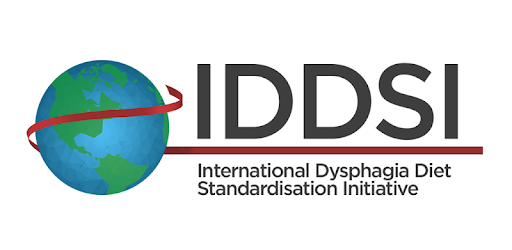 IDDSI
International Dysphagia Diet
Standardisation Initiative